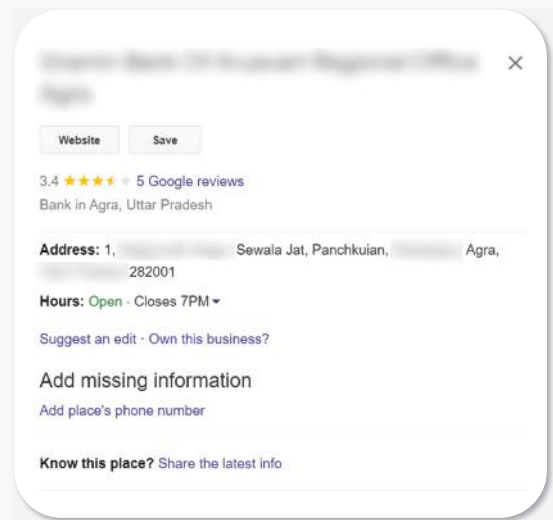 Website Save
3.4 5 Google reviews
Bank in Agra, Uttar Pradesh
Address: 1, Sewala Jat, Panchkuian, Agra,
282001
Hours: Open · Closes 7PM
Suggest an edit · Own this business?
Add missing information
Add place's phone number
Know this place? Share the latest info